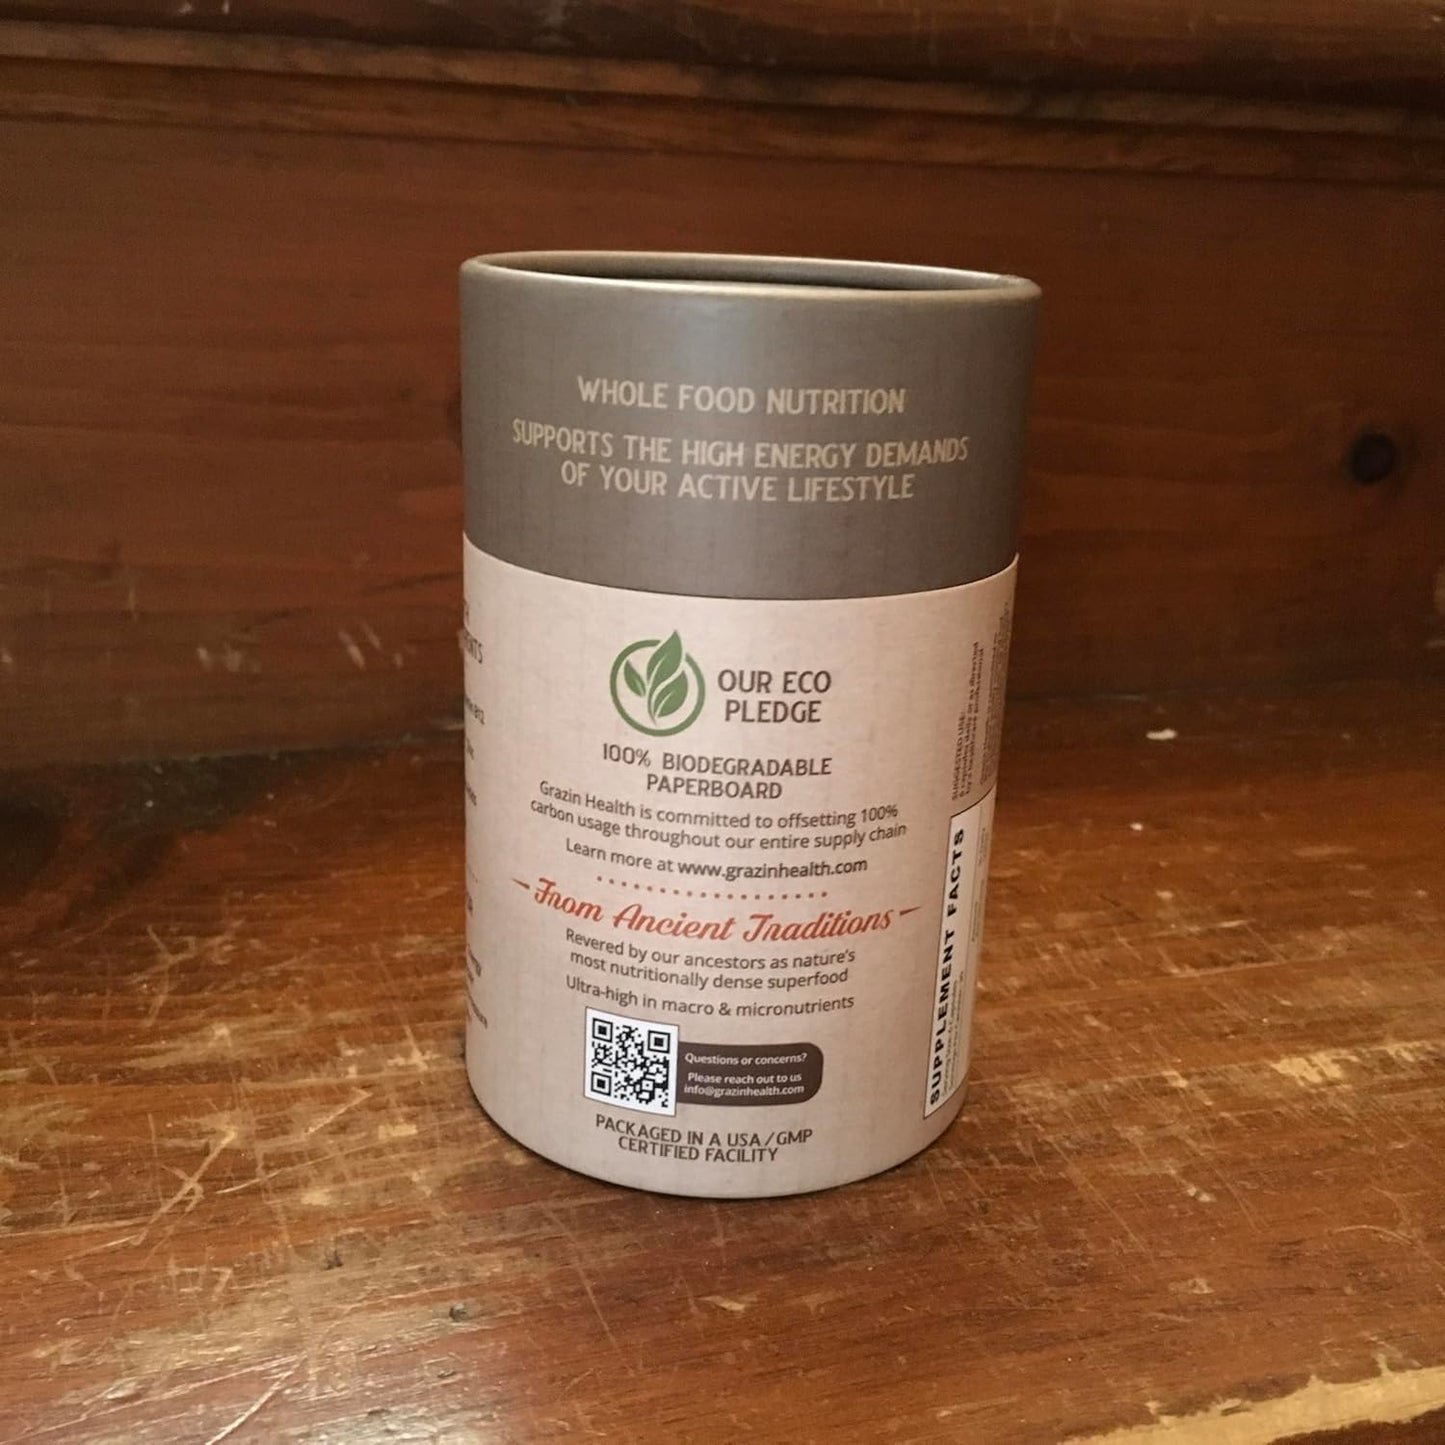 WHOLE FOOD NUTRITION
SUPPORTS THE HIGH ENERGY DEMANDS
OF YOUR ACTIVE LIFESTYLE
OUR ECO
PLEDGE
100% BIODEGRADABLE
PAPERBOARD
Grazin Health is committed to offsetting 100%
carbon usage throughout our entire supply chain
Learn more at www.grazinhealth.com
From Ancient Traditions
Revered by our ancestors as nature's
most nutritionally dense superfood
Ultra-high in macro & micronutrients
Questions or concerns?
Please reach out to us
info@grazinhealth.com
PACKAGED IN A USA/GMP
CERTIFIED FACILITY
SUGGESTED USE:
SUPPLEMENT FACTS